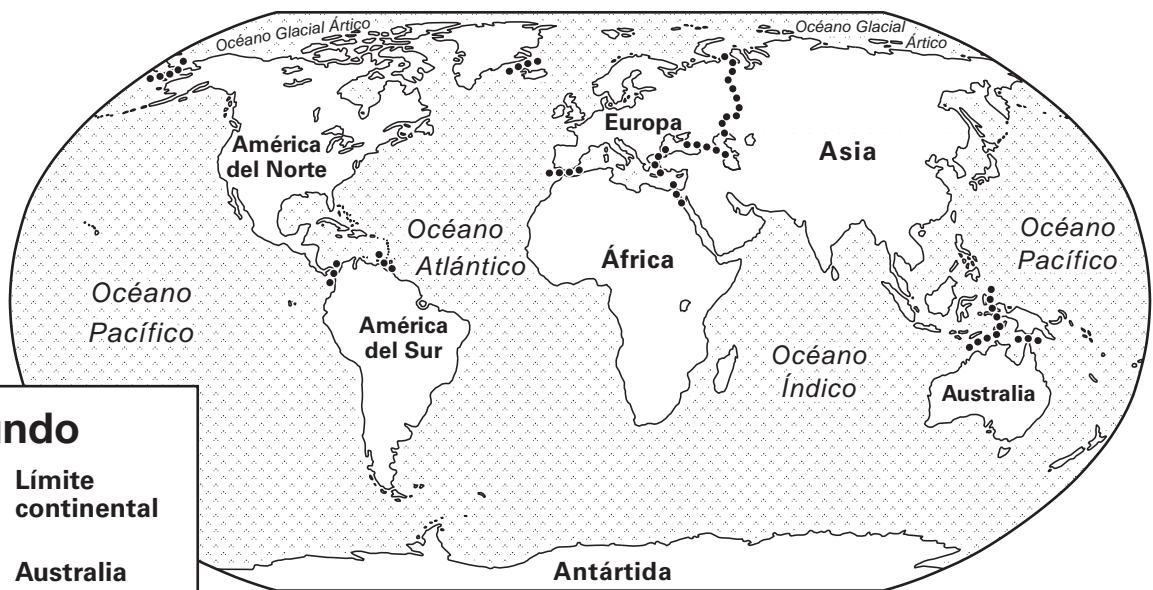 Océano Glacial Ártico
Océano Glacial
Ártico
América
del Norte
Europa
Asia
Océano
Atlántico
África
Océano
Pacífico
Océano
Pacífico
América
del Sur
Océano
Índico
Australia
Límite
continental
Australia
Antártida